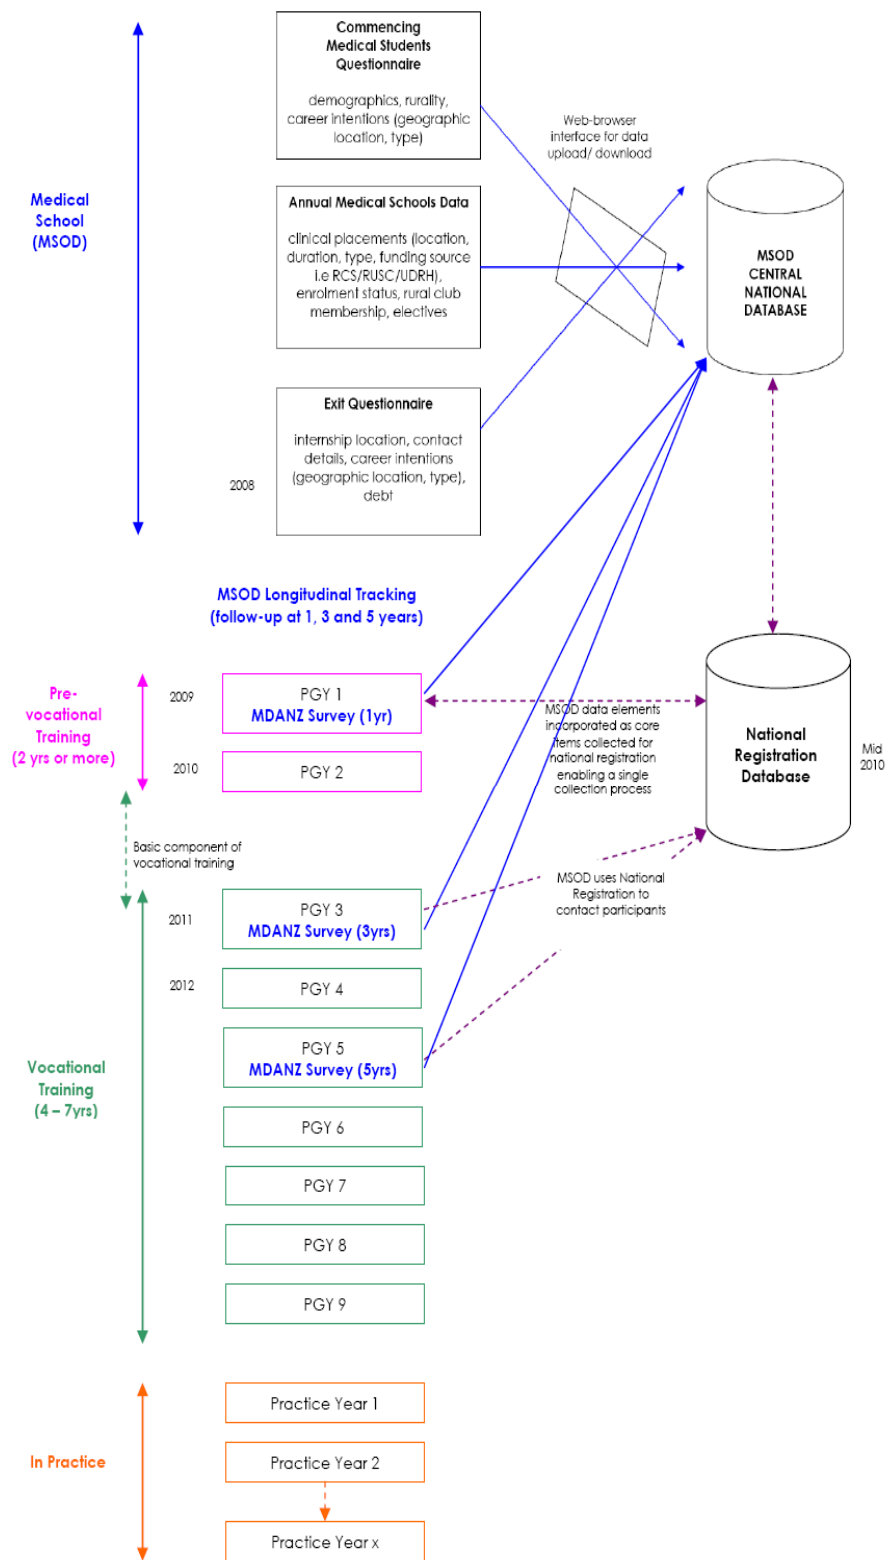 Commencing
Medical Students
Questionnaire
demographics, rurality,
career intentions (geographic
location, type)
Web-browser
interface for data
upload/ download
Medical
School
(MSOD)
Annual Medical Schools Data
clinical placements (location,
duration, type, funding source
i.e RCS/RUSC/UDRH),
enrolment status, rural club
membership, electives
MSOD
CENTRAL
NATIONAL
DATABASE
Exit Questionnaire
internship location, contact
details, career intentions
(geographic location, type),
debt
2008
MSOD Longitudinal Tracking
(follow-up at 1, 3 and 5 years)
Pre-
vocational
Training
(2 yrs or more)
2009
PGY 1
MDANZ Survey (1yr)
2010
PGY 2
MSOD data elements
incorporated as core
items collected for
national registration
enabling a single
collection process
National
Registration
Database
Mid
2010
Basic component of
vocational training
MSOD uses National
Registration to
contact participants
2011
PGY 3
MDANZ Survey (3yrs)
2012
PGY 4
PGY 5
MDANZ Survey (5yrs)
Vocational
Training
(4 – 7yrs)
PGY 6
PGY 7
PGY 8
PGY 9
Practice Year 1
In Practice
Practice Year 2
Practice Year x